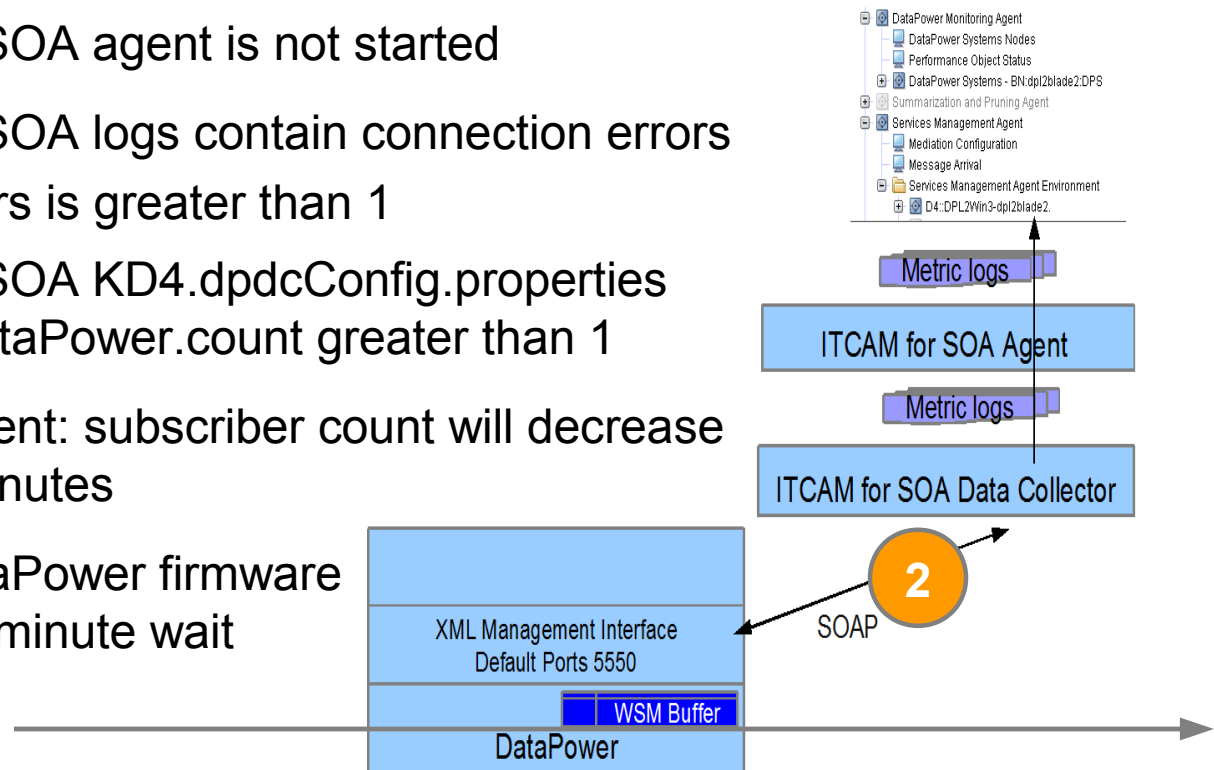 SOA agent is not started
SOA logs contain connection errors
rs is greater than 1
SOA KD4.dpdcConfig.properties
taPower.count greater than 1
ent: subscriber count will decrease
nutes
aPower firmware
minute wait
DataPower Monitoring Agent
DataPower Systems Nodes
Performance Object Status
DataPower Systems - BN:dpl2blade2:DPS
Summarization and Pruning Agent
Services Management Agent
Mediation Configuration
Message Arrival
Services Management Agent Environment
D4::DPL2Win3-dpl2blade2.
Metric logs
ITCAM for SOA Agent
Metric logs
ITCAM for SOA Data Collector
2
SOAP
XML Management Interface
Default Ports 5550
WSM Buffer
DataPower